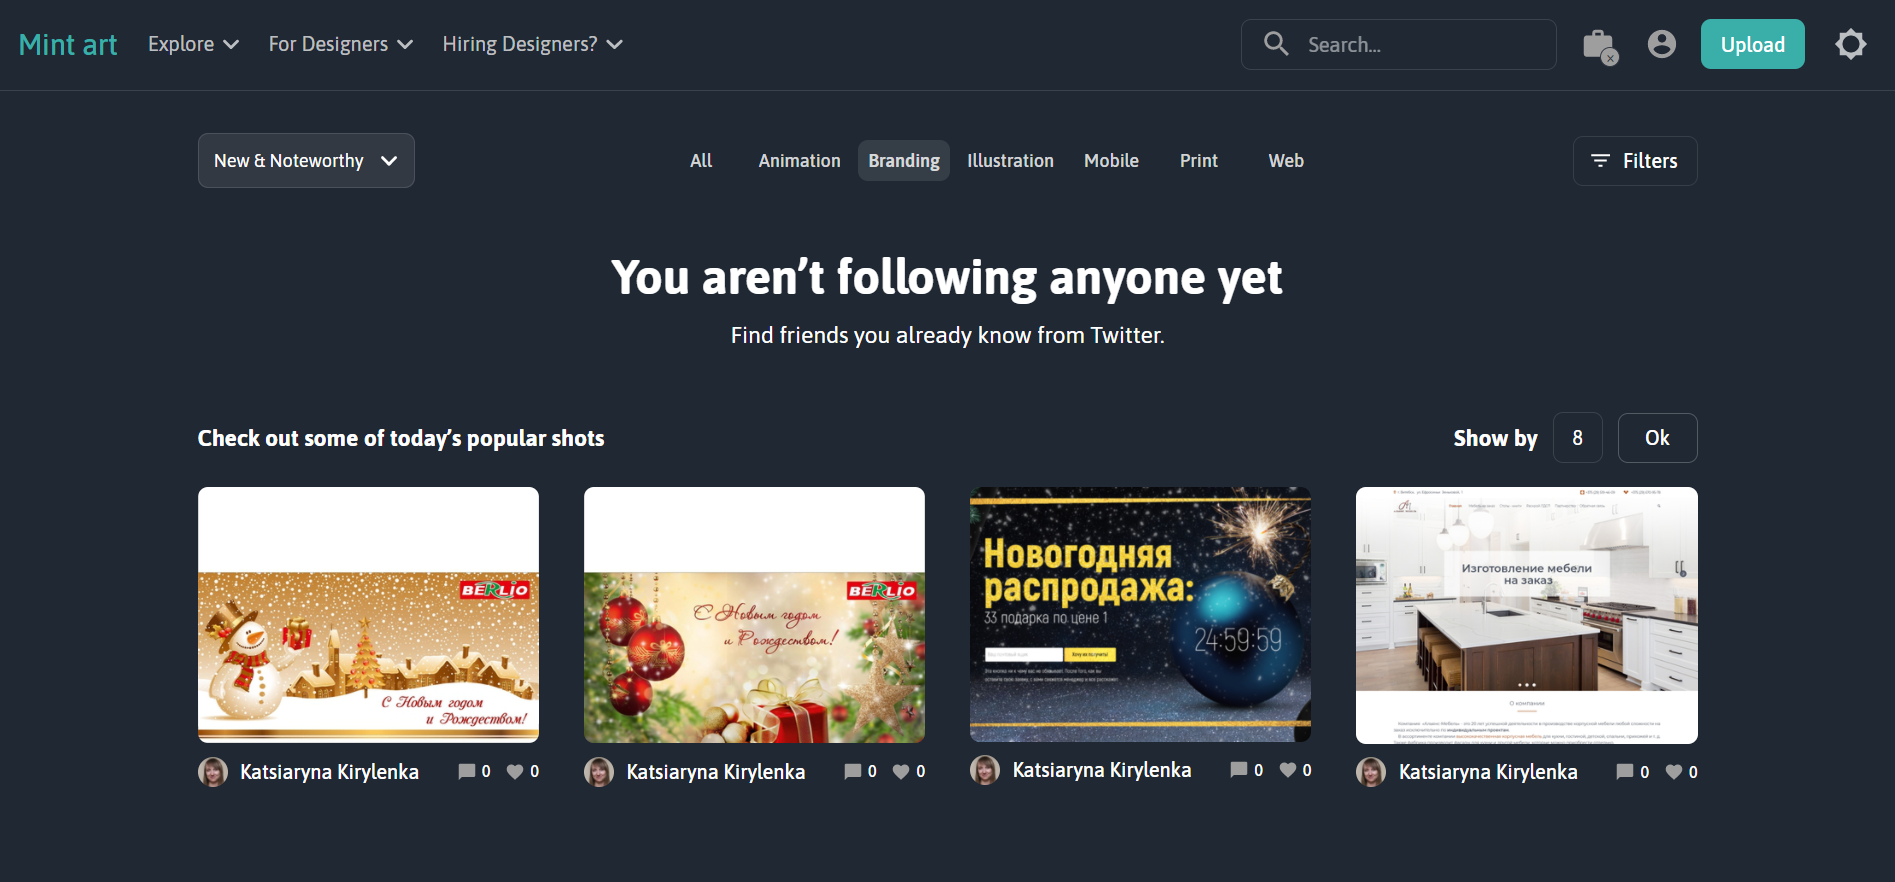 Mint art
Explore
For Designers
Hiring Designers?
Search...
Upload
New & Noteworthy
All
Animation
Branding
Illustration
Mobile
Print
Web
Filters
You aren't following anyone yet
Find friends you already know from Twitter.
Check out some of today's popular shots
Show by
8
Ok
BERLIO
С Новым годом
и Рождеством!
BERLIO
С Новым годом
и Рождеством!
Новогодняя
распродажа:
33 подарка по цене 1
24:59:59
Изготовление мебели
на заказ
О компании
Katsiaryna Kirylenka
0
0
Katsiaryna Kirylenka
0
0
Katsiaryna Kirylenka
0
0
Katsiaryna Kirylenka
0
0